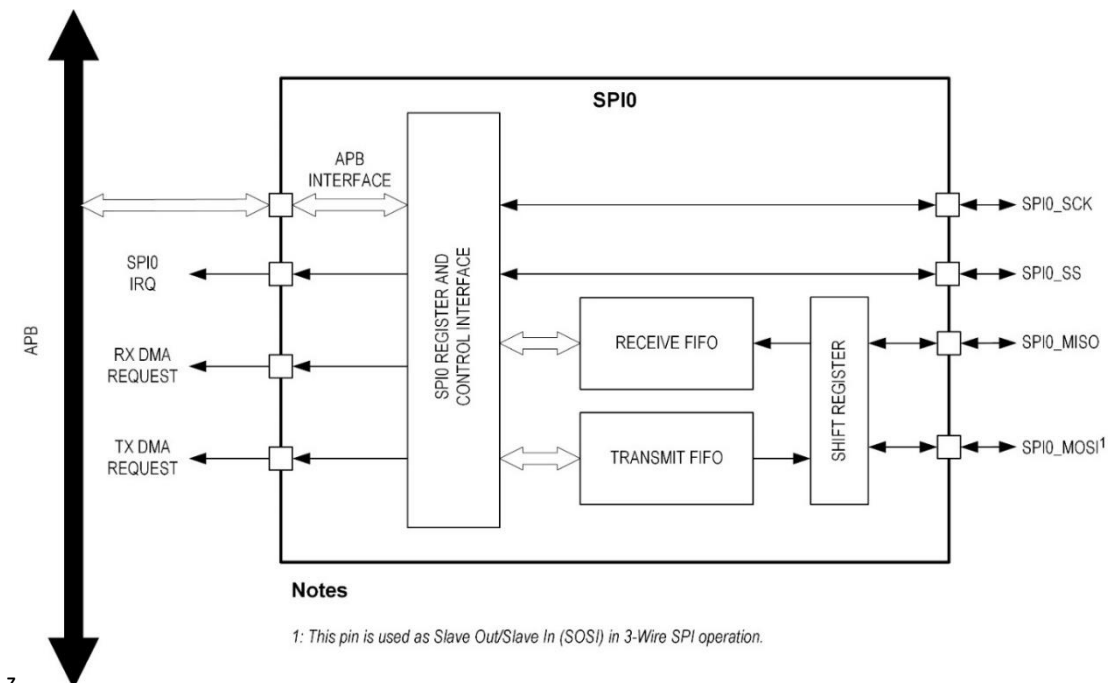 SPI0
APB
INTERFACE
SPI0_SCK
SPI0
IRQ
SPI0_SS
APB
RX DMA
REQUEST
SPI0 REGISTER AND
CONTROL INTERFACE
RECEIVE FIFO
SHIFT REGISTER
SPI0_MISO
TX DMA
REQUEST
TRANSMIT FIFO
SPI0_MOSI¹
Notes
1: This pin is used as Slave Out/Slave In (SOSI) in 3-Wire SPI operation.